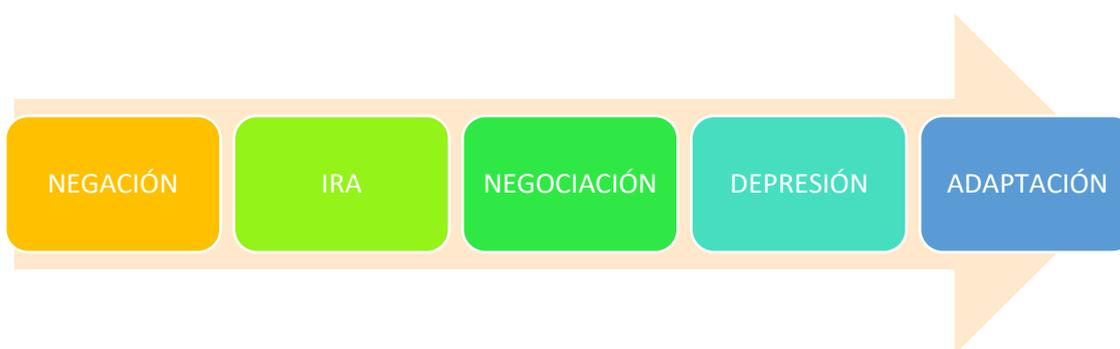 NEGACIÓN
IRA
NEGOCIACIÓN
DEPRESIÓN
ADAPTACIÓN